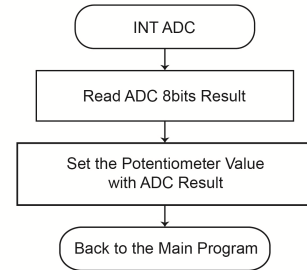 INT ADC
Read ADC 8bits Result
Set the Potentiometer Value
with ADC Result
Back to the Main Program